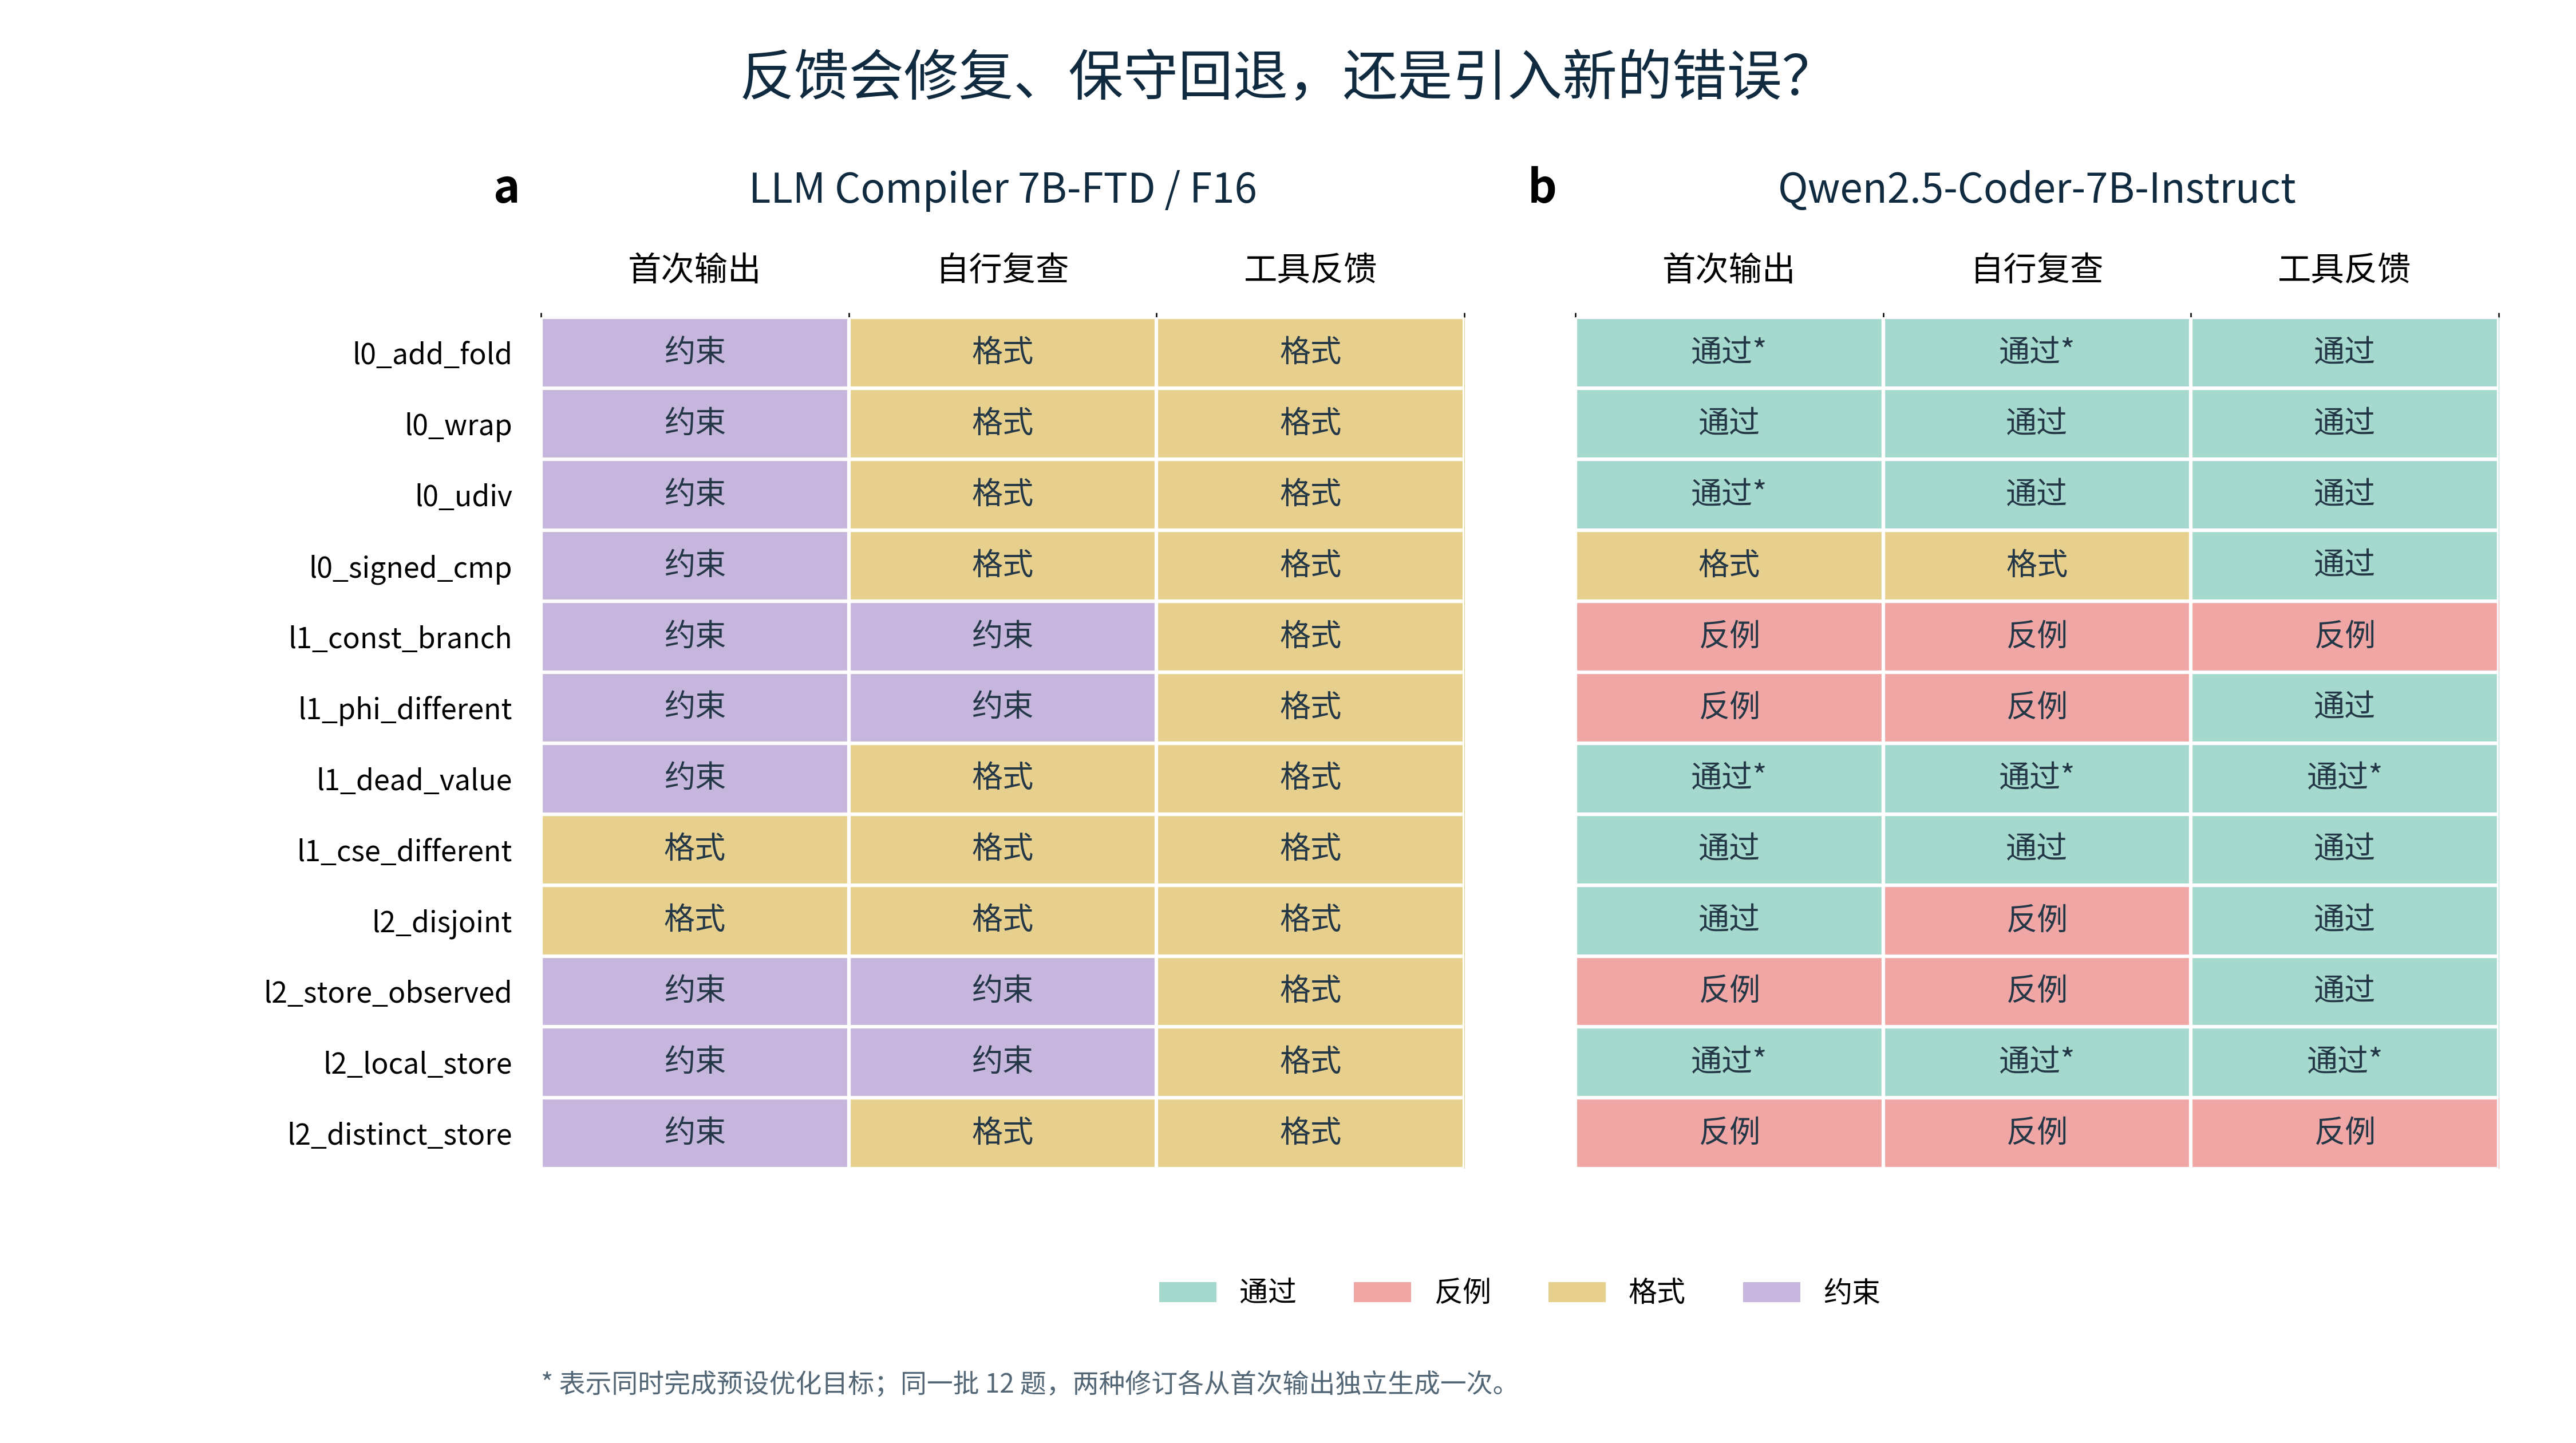 反馈会修复、保守回退，还是引入新的错误？
a LLM Compiler 7B-FTD / F16 b Qwen2.5-Coder-7B-Instruct
首次输出 自行复查 工具反馈 首次输出 自行复查 工具反馈
l0_add_fold 约束 格式 格式 通过* 通过* 通过
l0_wrap 约束 格式 格式 通过 通过 通过
l0_udiv 约束 格式 格式 通过* 通过 通过
l0_signed_cmp 约束 格式 格式 格式 格式 通过
l1_const_branch 约束 约束 格式 反例 反例 反例
l1_phi_different 约束 约束 格式 反例 反例 通过
l1_dead_value 约束 格式 格式 通过* 通过* 通过*
l1_cse_different 格式 格式 格式 通过 通过 通过
l2_disjoint 格式 格式 格式 通过 反例 通过
l2_store_observed 约束 约束 格式 反例 反例 通过
l2_local_store 约束 约束 格式 通过* 通过* 通过*
l2_distinct_store 约束 格式 格式 反例 反例 反例
通过 反例 格式 约束
* 表示同时完成预设优化目标；同一批 12 题，两种修订各从首次输出独立生成一次。